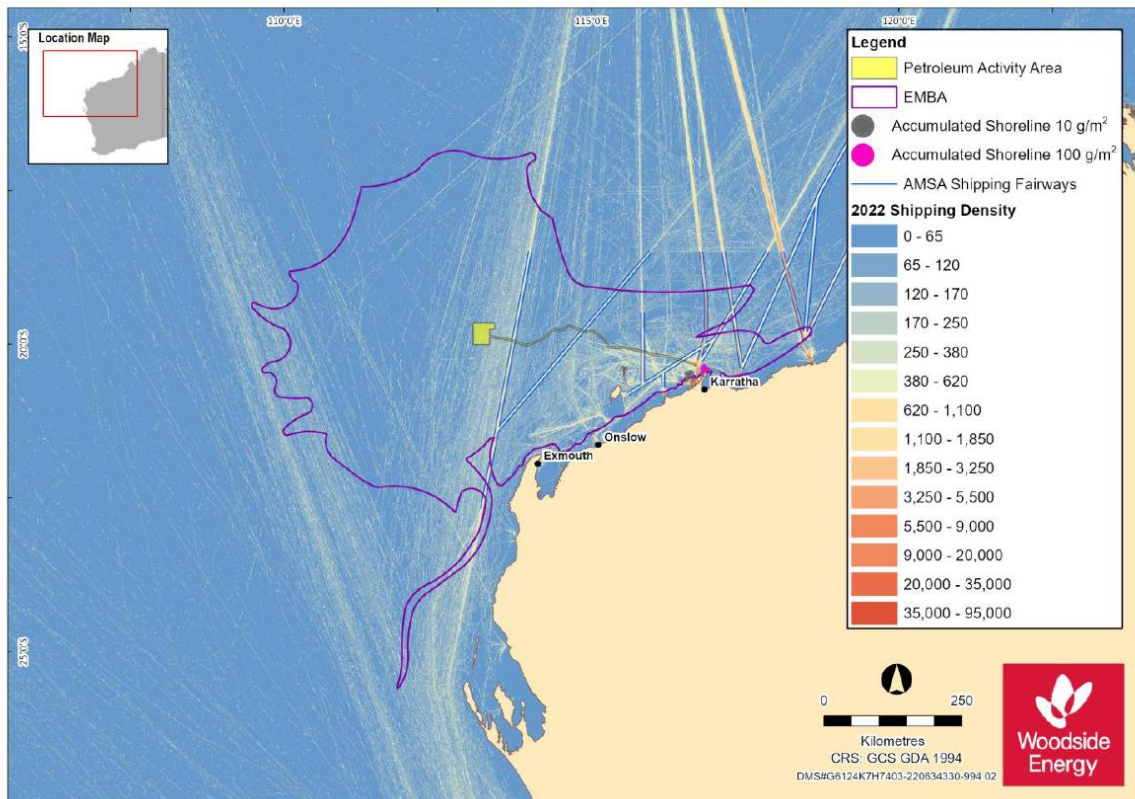 110°0'E
115°0'E
120°0'E
15°0'S
20°0'S
25°0'S
Location Map
Legend
Petroleum Activity Area
EMBA
Accumulated Shoreline 10 g/m²
Accumulated Shoreline 100 g/m²
AMSA Shipping Fairways
2022 Shipping Density
0 - 65
65 - 120
120 - 170
170 - 250
250 - 380
380 - 620
620 - 1,100
1,100 - 1,850
1,850 - 3,250
3,250 - 5,500
5,500 - 9,000
9,000 - 20,000
20,000 - 35,000
35,000 - 95,000
Karratha
Onslow
Exmouth
0 250
Kilometres
CRS: GCS GDA 1994
DMS#G6124K7H7403-220634330-994 02
Woodside
Energy